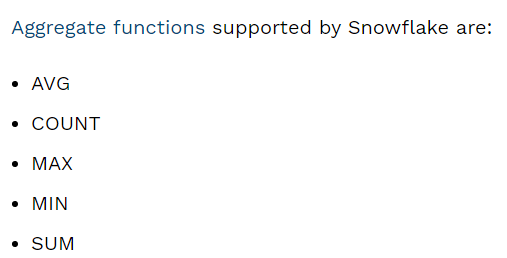 Aggregate functions supported by Snowflake are:
• AVG
• COUNT
• MAX
• MIN
• SUM